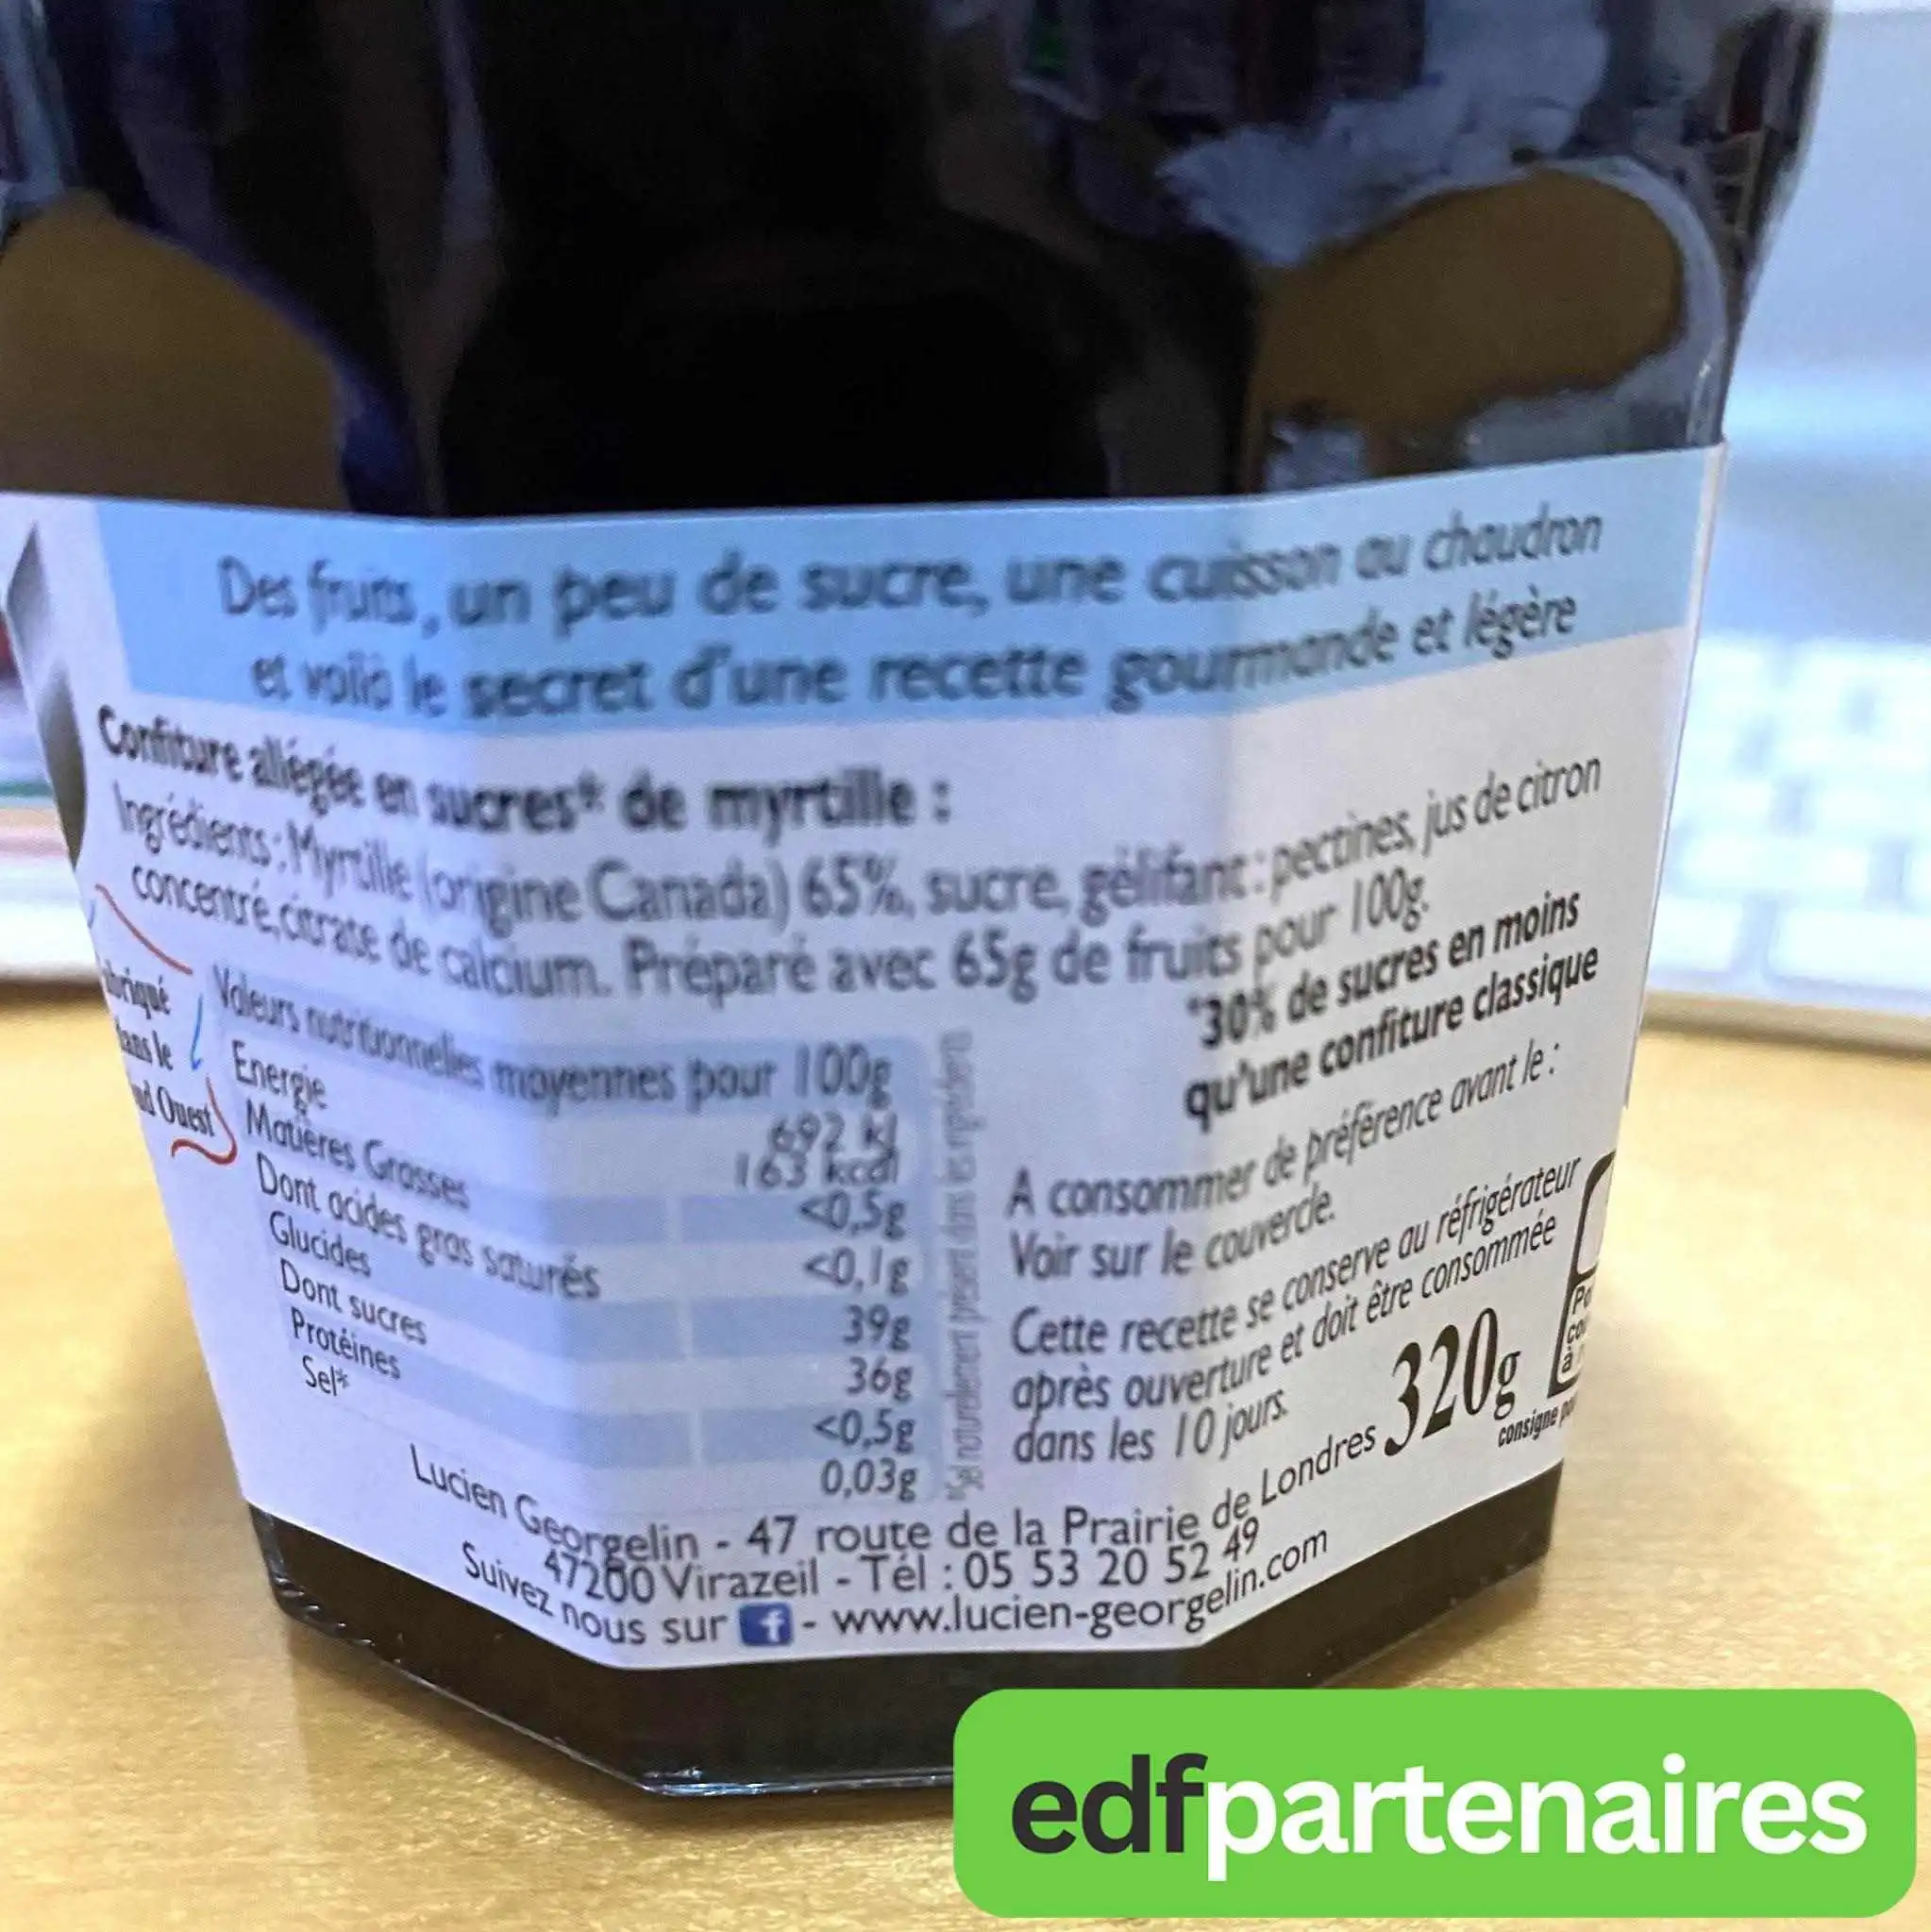 Des fruits, un peu de sucre, une cuisson au chaudron
et voilà le secret d'une recette gourmande et légère
Confiture allégée en sucres* de myrtille :
Ingrédients : Myrtille (origine Canada) 65%, sucre, gélifant : pectines, jus de citron
concentré, citrate de calcium. Préparé avec 65g de fruits pour 100g.
*30% de sucres en moins
qu'une confiture classique
briqué
dans le
ud Ouest
Valeurs nutritionnelles moyennes pour 100g
Energie 692 kJ
163 kcal
Matières Grasses <0,5g
Dont acides gras saturés <0,1g
Glucides 39g
Dont sucres 36g
Protéines <0,5g
Sel* 0,03g
*Sel naturellement présent dans les ingrédients
A consommer de préférence avant le :
Voir sur le couvercle.
Cette recette se conserve au réfrigérateur
après ouverture et doit être consommée
dans les 10 jours.
320g
consigne
Lucien Georgelin - 47 route de la Prairie de Londres
47200 Virazeil - Tél : 05 53 20 52 49
Suivez nous sur f - www.lucien-georgelin.com
edfpartenaires